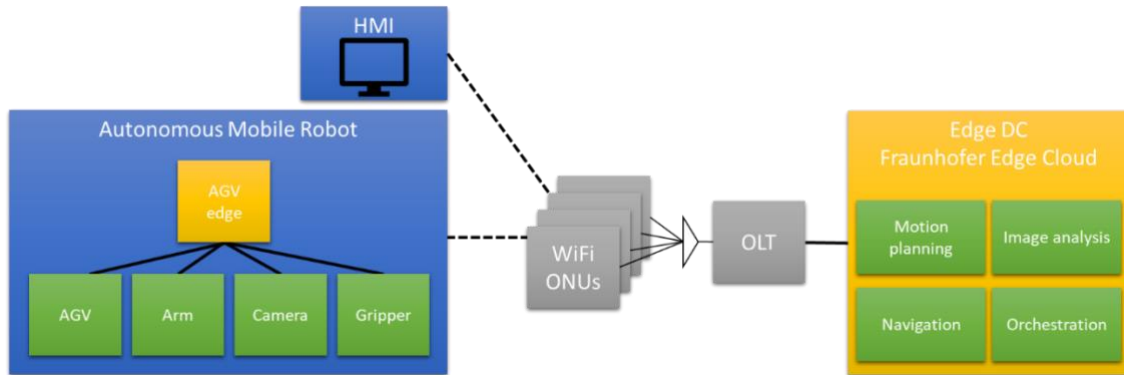 HMI
Autonomous Mobile Robot
AGV
edge
AGV
Arm
Camera
Gripper
WiFi
ONUs
OLT
Edge DC
Fraunhofer Edge Cloud
Motion
planning
Image analysis
Navigation
Orchestration